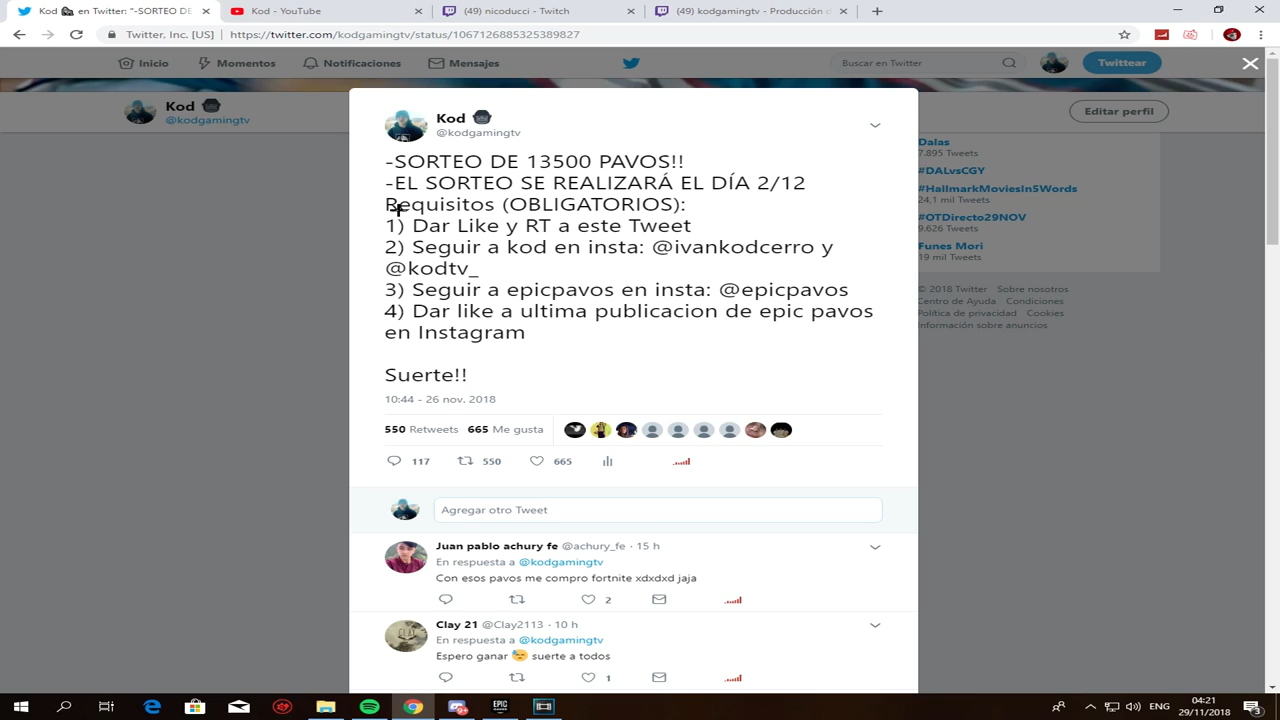 Kod en Twitter: "-SORTEO DE
Kod - YouTube
(49) nicoducci - Twitch
(49) kodgamingtv - Producción d
Twitter, Inc. [US] | https://twitter.com/kodgamingtv/status/1067126885325389827
Inicio
Momentos
Notificaciones
Mensajes
Buscar en Twitter
Twittear
Kod
@kodgamingtv
Editar perfil
Kod
@kodgamingtv
-SORTEO DE 13500 PAVOS!!
-EL SORTEO SE REALIZARÁ EL DÍA 2/12
Requisitos (OBLIGATORIOS):
1) Dar Like y RT a este Tweet
2) Seguir a kod en insta: @ivankodcerro y
@kodtv_
3) Seguir a epicpavos en insta: @epicpavos
4) Dar like a ultima publicacion de epic pavos
en Instagram
Suerte!!
10:44 - 26 nov. 2018
550 Retweets 665 Me gusta
117 550 665
Agregar otro Tweet
Juan pablo achury fe @achury_fe · 15 h
En respuesta a @kodgamingtv
Con esos pavos me compro fortnite xdxdxd jaja
2
Clay 21 @Clay2113 · 10 h
En respuesta a @kodgamingtv
Espero ganar 😓 suerte a todos
1
Dalas
7.895 Tweets
#DALvsCGY
#HallmarkMoviesIn5Words
24,1 mil Tweets
#OTDirecto29NOV
9.626 Tweets
Funes Mori
19 mil Tweets
© 2018 Twitter Sobre nosotros
Centro de Ayuda Condiciones
Política de privacidad Cookies
Información sobre anuncios
EPIC
ENG
04:21
29/11/2018
3